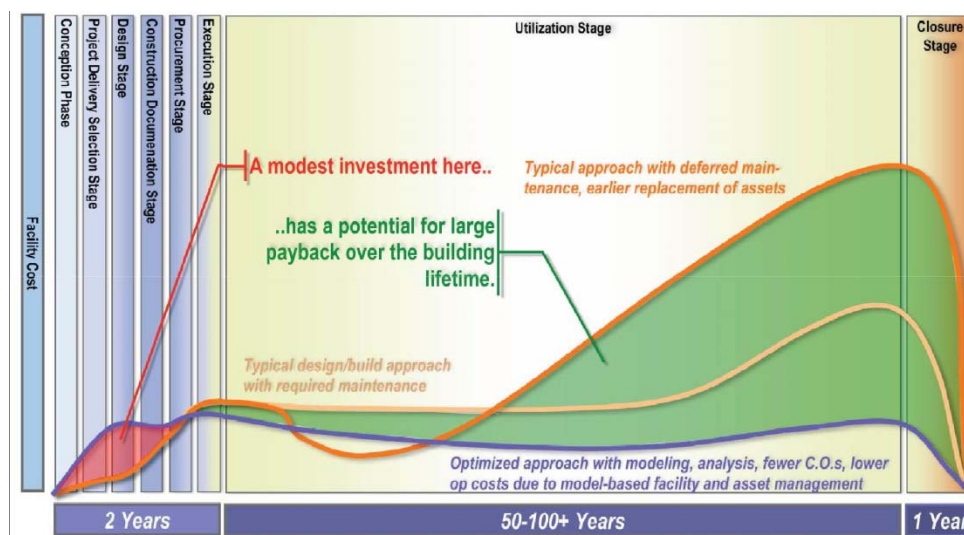 Conception Phase
Project Delivery Selection Stage
Design Stage
Construction Documenation Stage
Procurement Stage
Execution Stage
Utilization Stage
Closure
Stage
Facility Cost
A modest investment here..
Typical approach with deferred main-
tenance, earlier replacement of assets
..has a potential for large
payback over the building
lifetime.
Typical design/build approach
with required maintenance
Optimized approach with modeling, analysis, fewer C.O.s, lower
op costs due to model-based facility and asset management
2 Years
50-100+ Years
1 Year